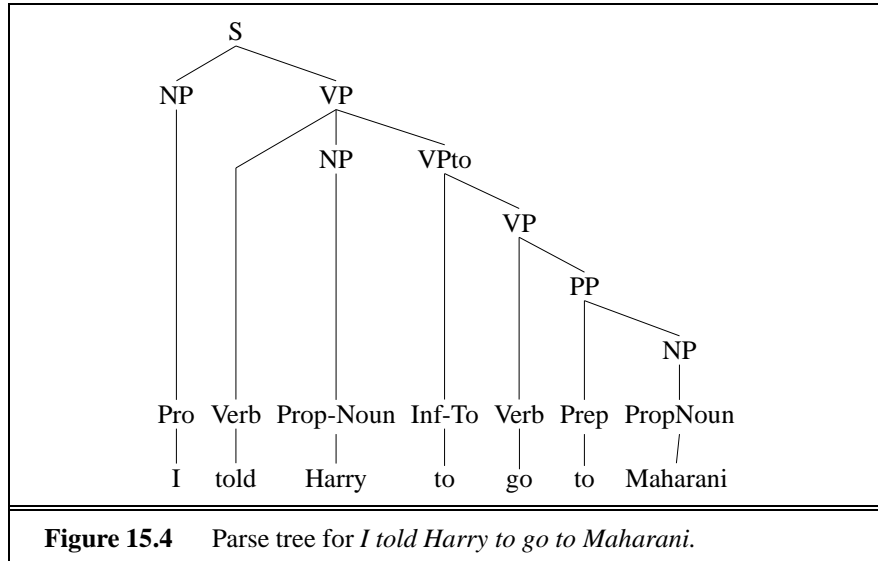 S
NP VP
NP VPto
VP
PP
NP
Pro Verb Prop-Noun Inf-To Verb Prep PropNoun
I told Harry to go to Maharani
Figure 15.4 Parse tree for I told Harry to go to Maharani.